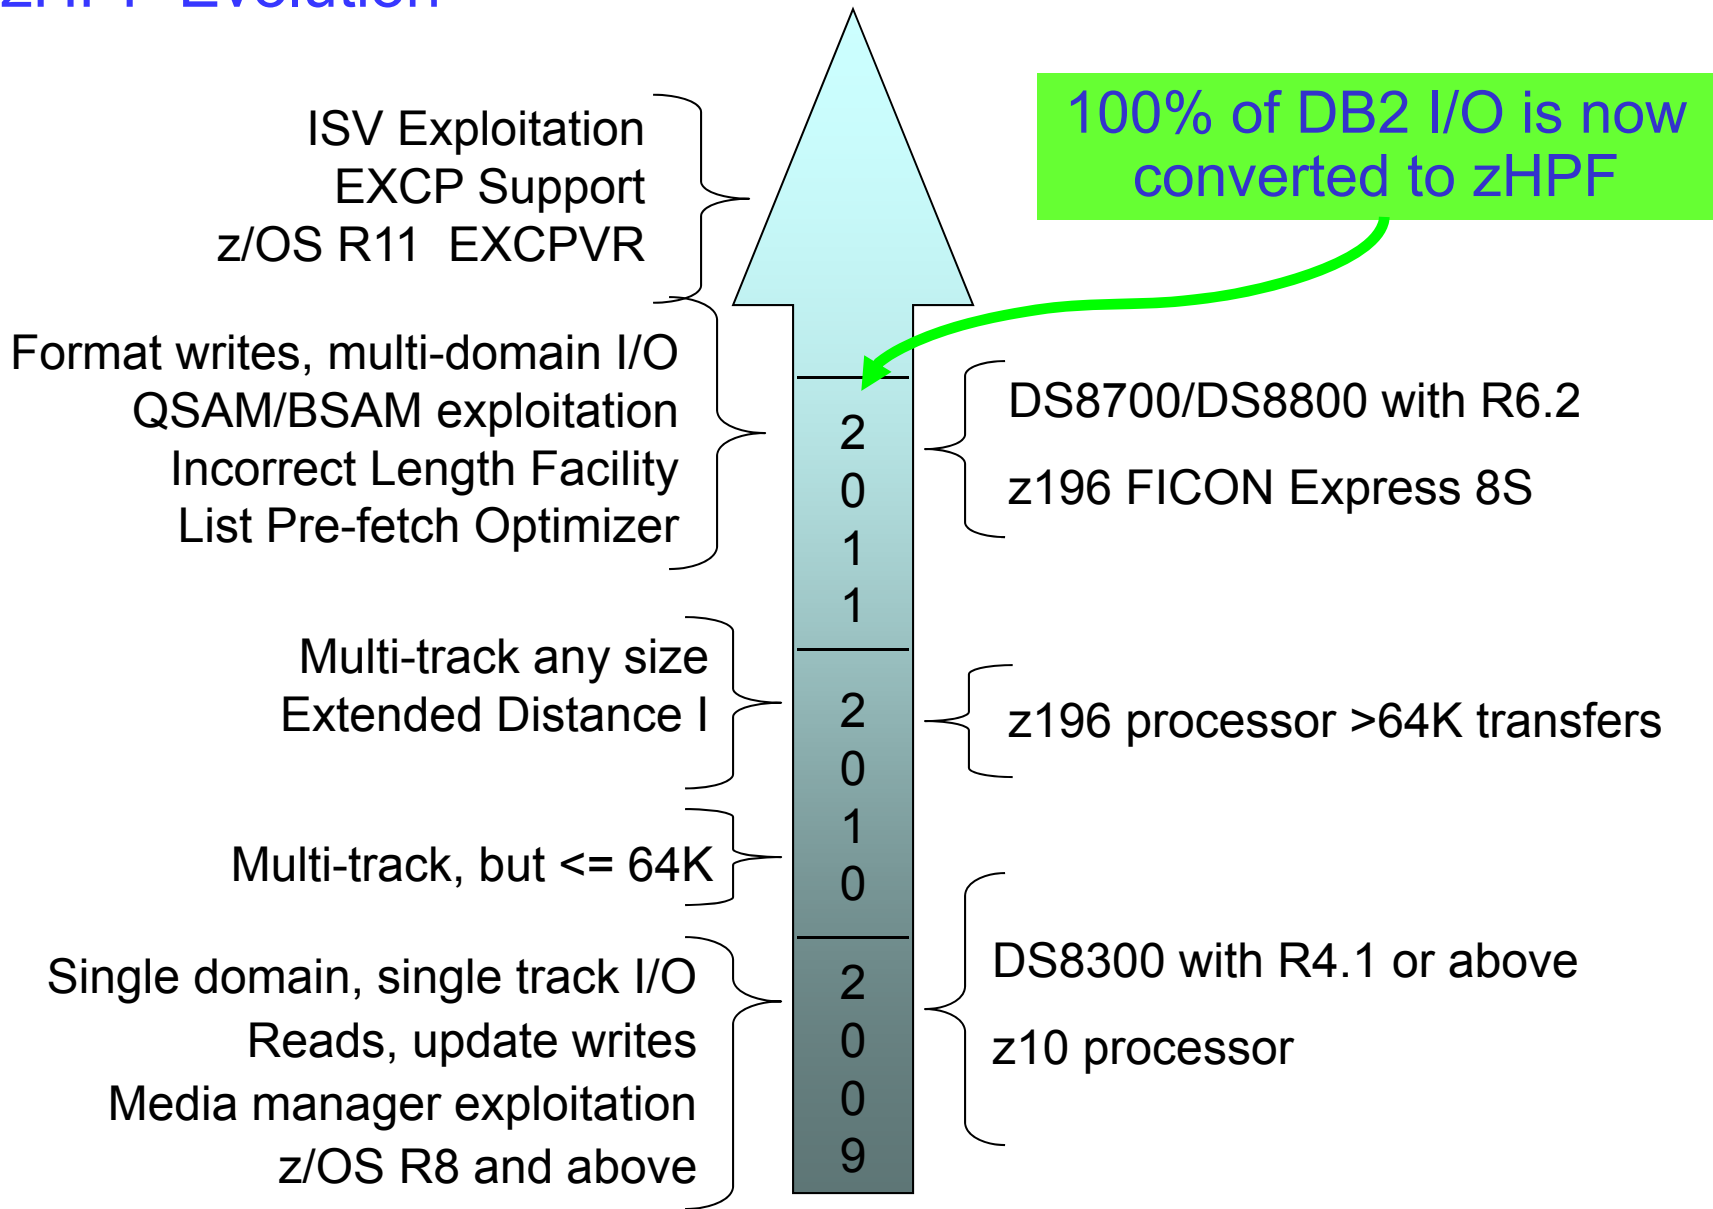 zHPF Evolution
ISV Exploitation
EXCP Support
z/OS R11 EXCPVR
100% of DB2 I/O is now
converted to zHPF
Format writes, multi-domain I/O
QSAM/BSAM exploitation
Incorrect Length Facility
List Pre-fetch Optimizer
2
0
1
1
DS8700/DS8800 with R6.2
z196 FICON Express 8S
Multi-track any size
Extended Distance I
Multi-track, but <= 64K
2
0
1
0
z196 processor >64K transfers
Single domain, single track I/O
Reads, update writes
Media manager exploitation
z/OS R8 and above
2
0
0
9
DS8300 with R4.1 or above
z10 processor